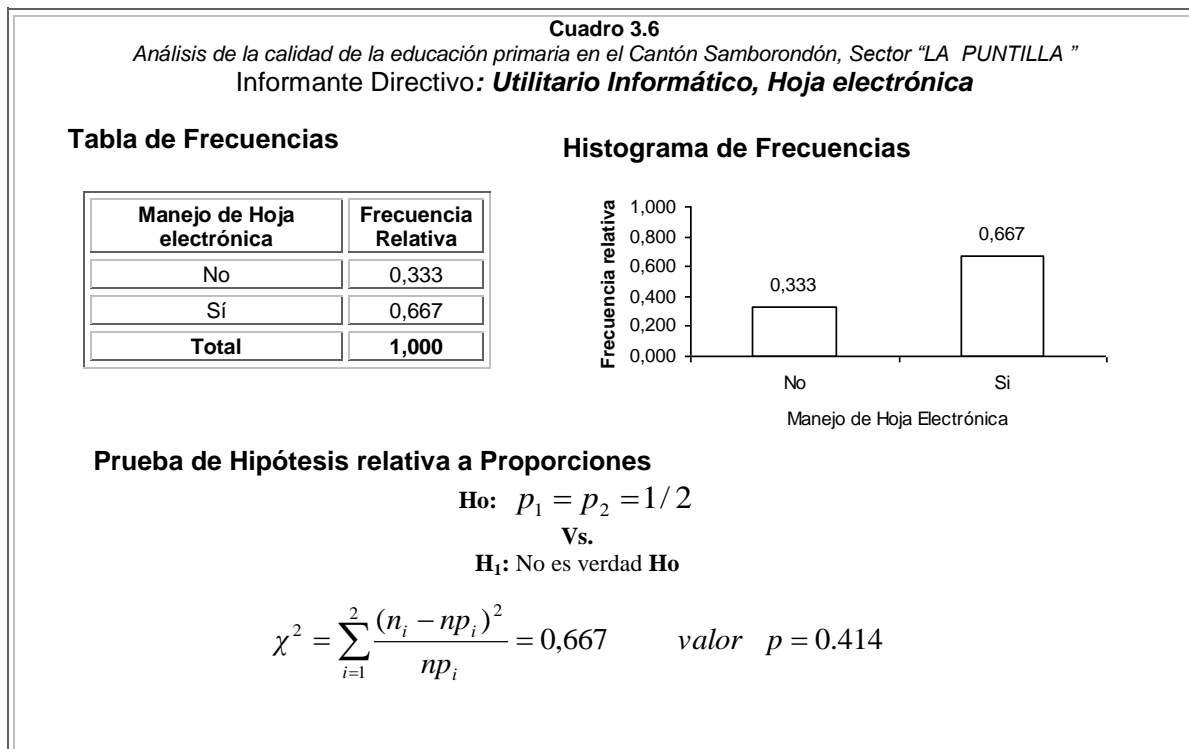 Cuadro 3.6
Análisis de la calidad de la educación primaria en el Cantón Samborondón, Sector “LA PUNTILLA ”
Informante Directivo: Utilitario Informático, Hoja electrónica
Tabla de Frecuencias
Manejo de Hoja electrónica | Frecuencia Relativa
No | 0,333
Sí | 0,667
Total | 1,000
Histograma de Frecuencias
Frecuencia relativa
1,000
0,800
0,600
0,400
0,200
0,000
0,333
0,667
No
Si
Manejo de Hoja Electrónica
Prueba de Hipótesis relativa a Proporciones
Ho: p₁ = p₂ = 1/2
Vs.
H₁: No es verdad Ho
χ² = ∑_{i=1}^{2} (n_i − np_i)² / np_i = 0,667 valor p = 0.414